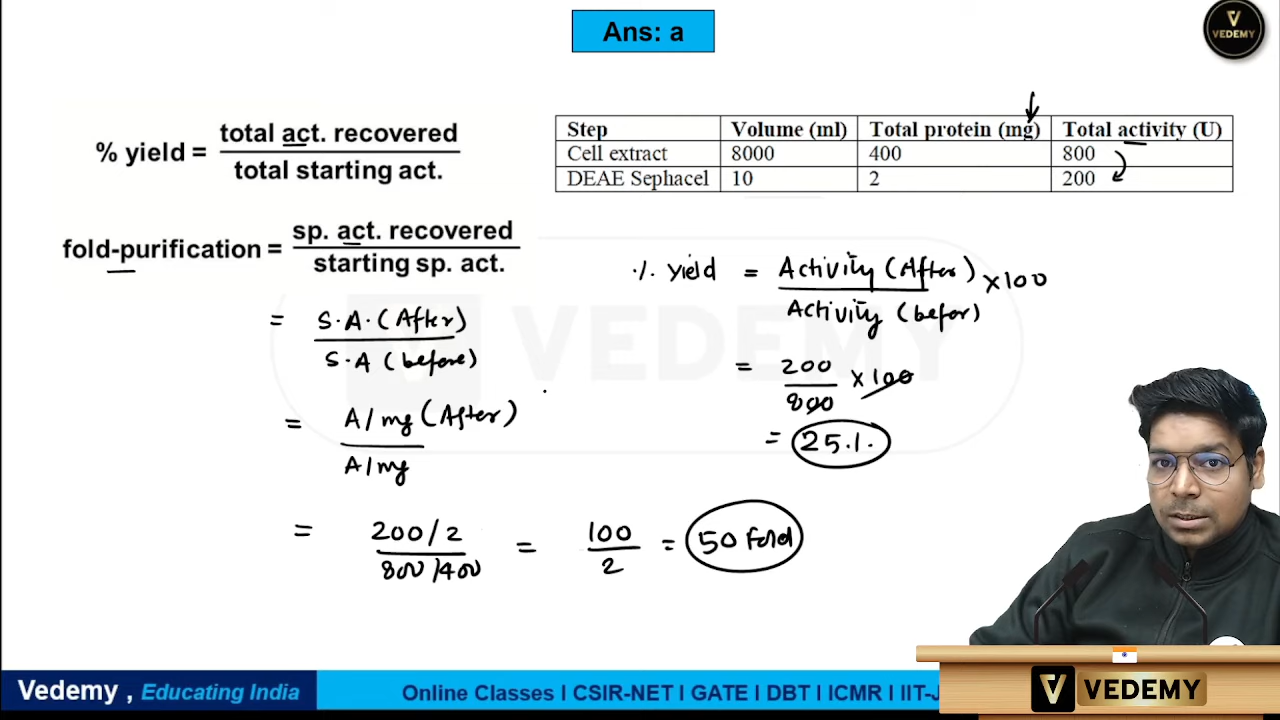 Ans: a
VEDEMY
% yield = total act. recovered
total starting act.
fold-purification = sp. act. recovered
starting sp. act.
= S.A. (After)
S.A (before)
= A/mg (After)
A/mg
= 200/2
800/400
= 100
2
= 50 fold
Step Volume (ml) Total protein (mg) Total activity (U)
Cell extract 8000 400 800
DEAE Sephacel 10 2 200
·/. yield = Activity (After) ×100
Activity (befor)
= 200 ×100
800
= 25·/.
VEDEMY
Vedemy , Educating India
Online Classes I CSIR-NET I GATE I DBT I ICMR I IIT-J
VEDEMY